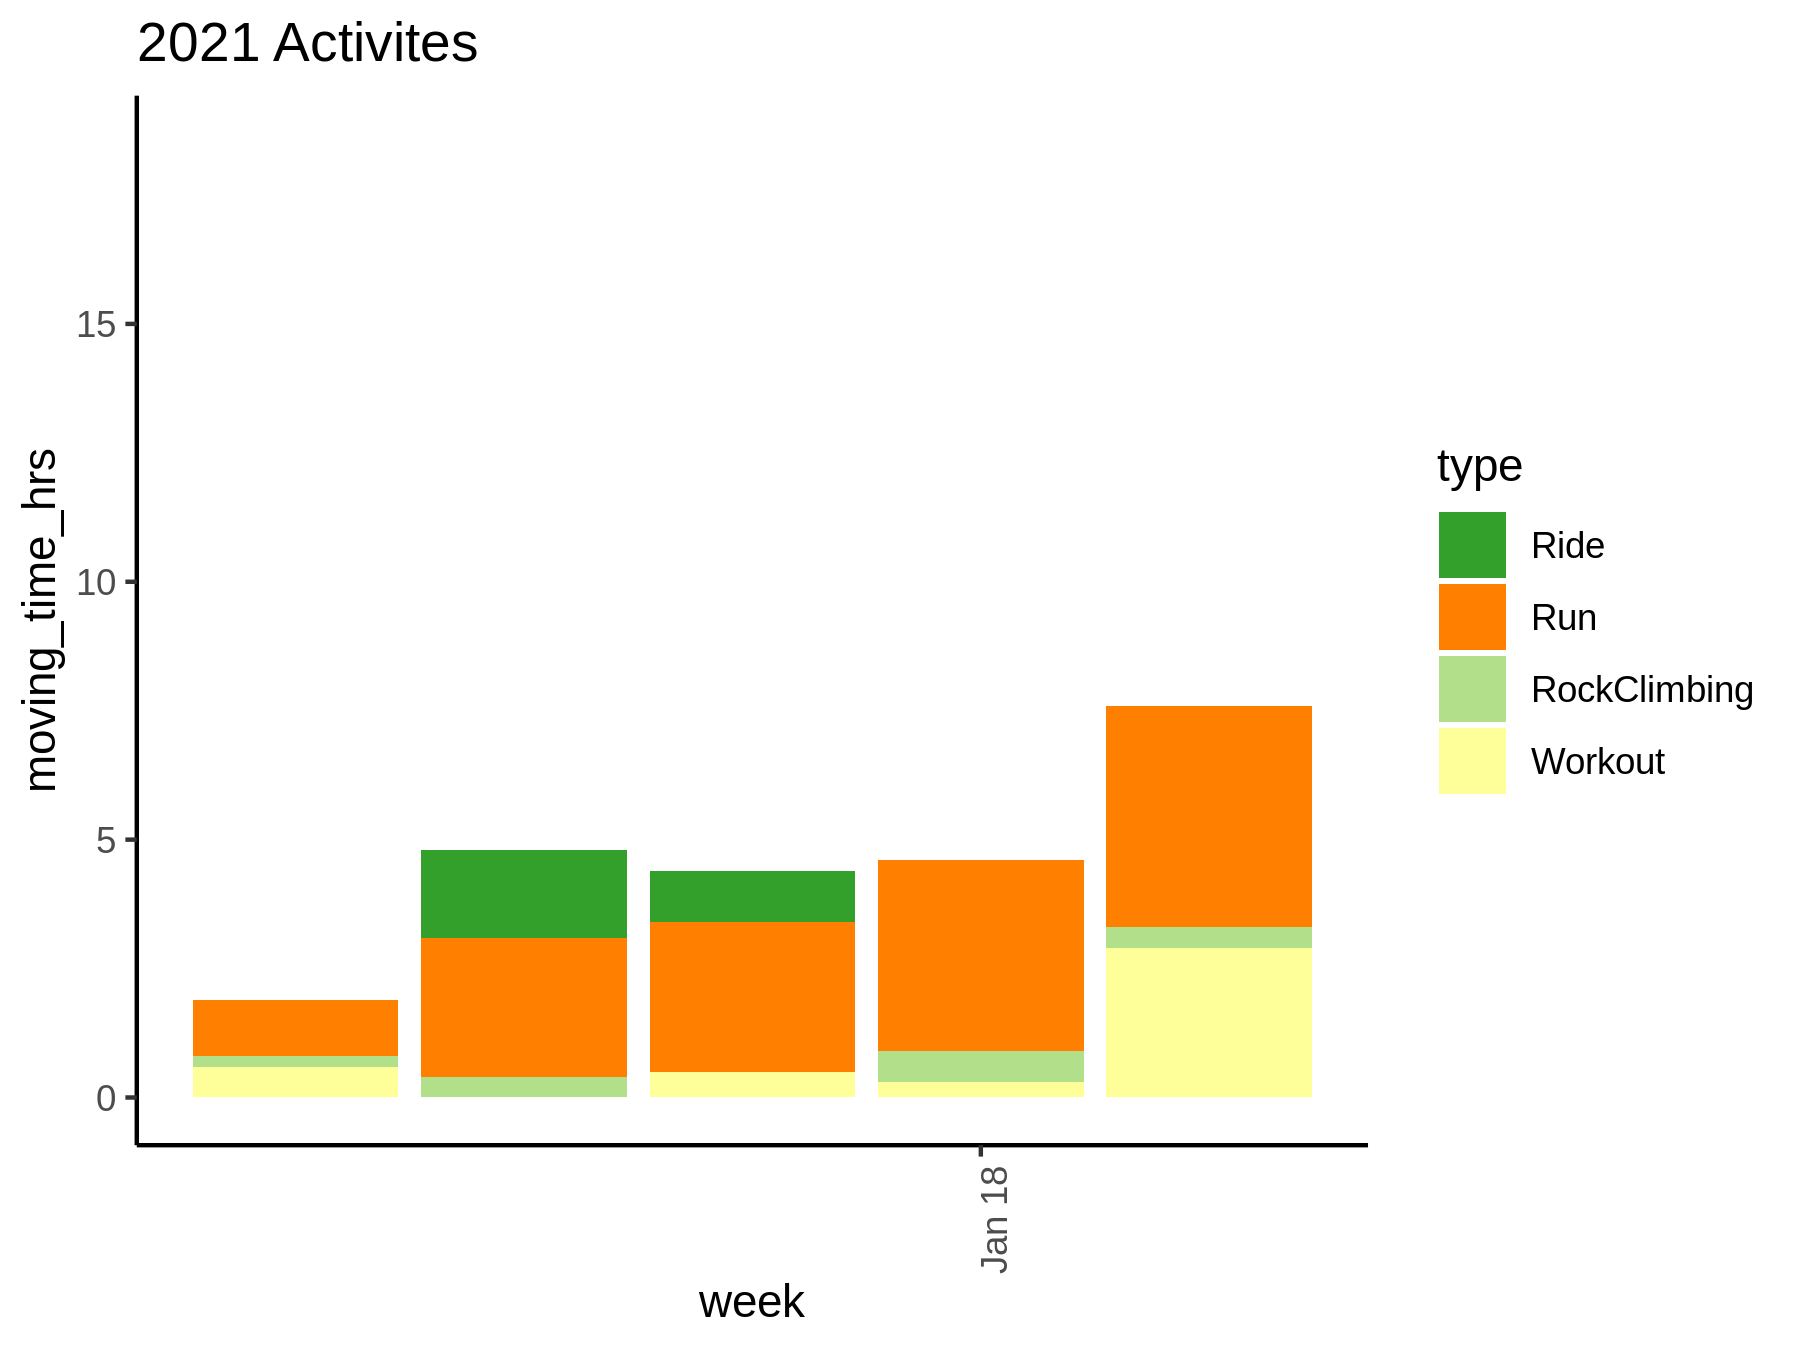 2021 Activites
moving_time_hrs
15
10
5
0
Jan 18
week
type
Ride
Run
RockClimbing
Workout